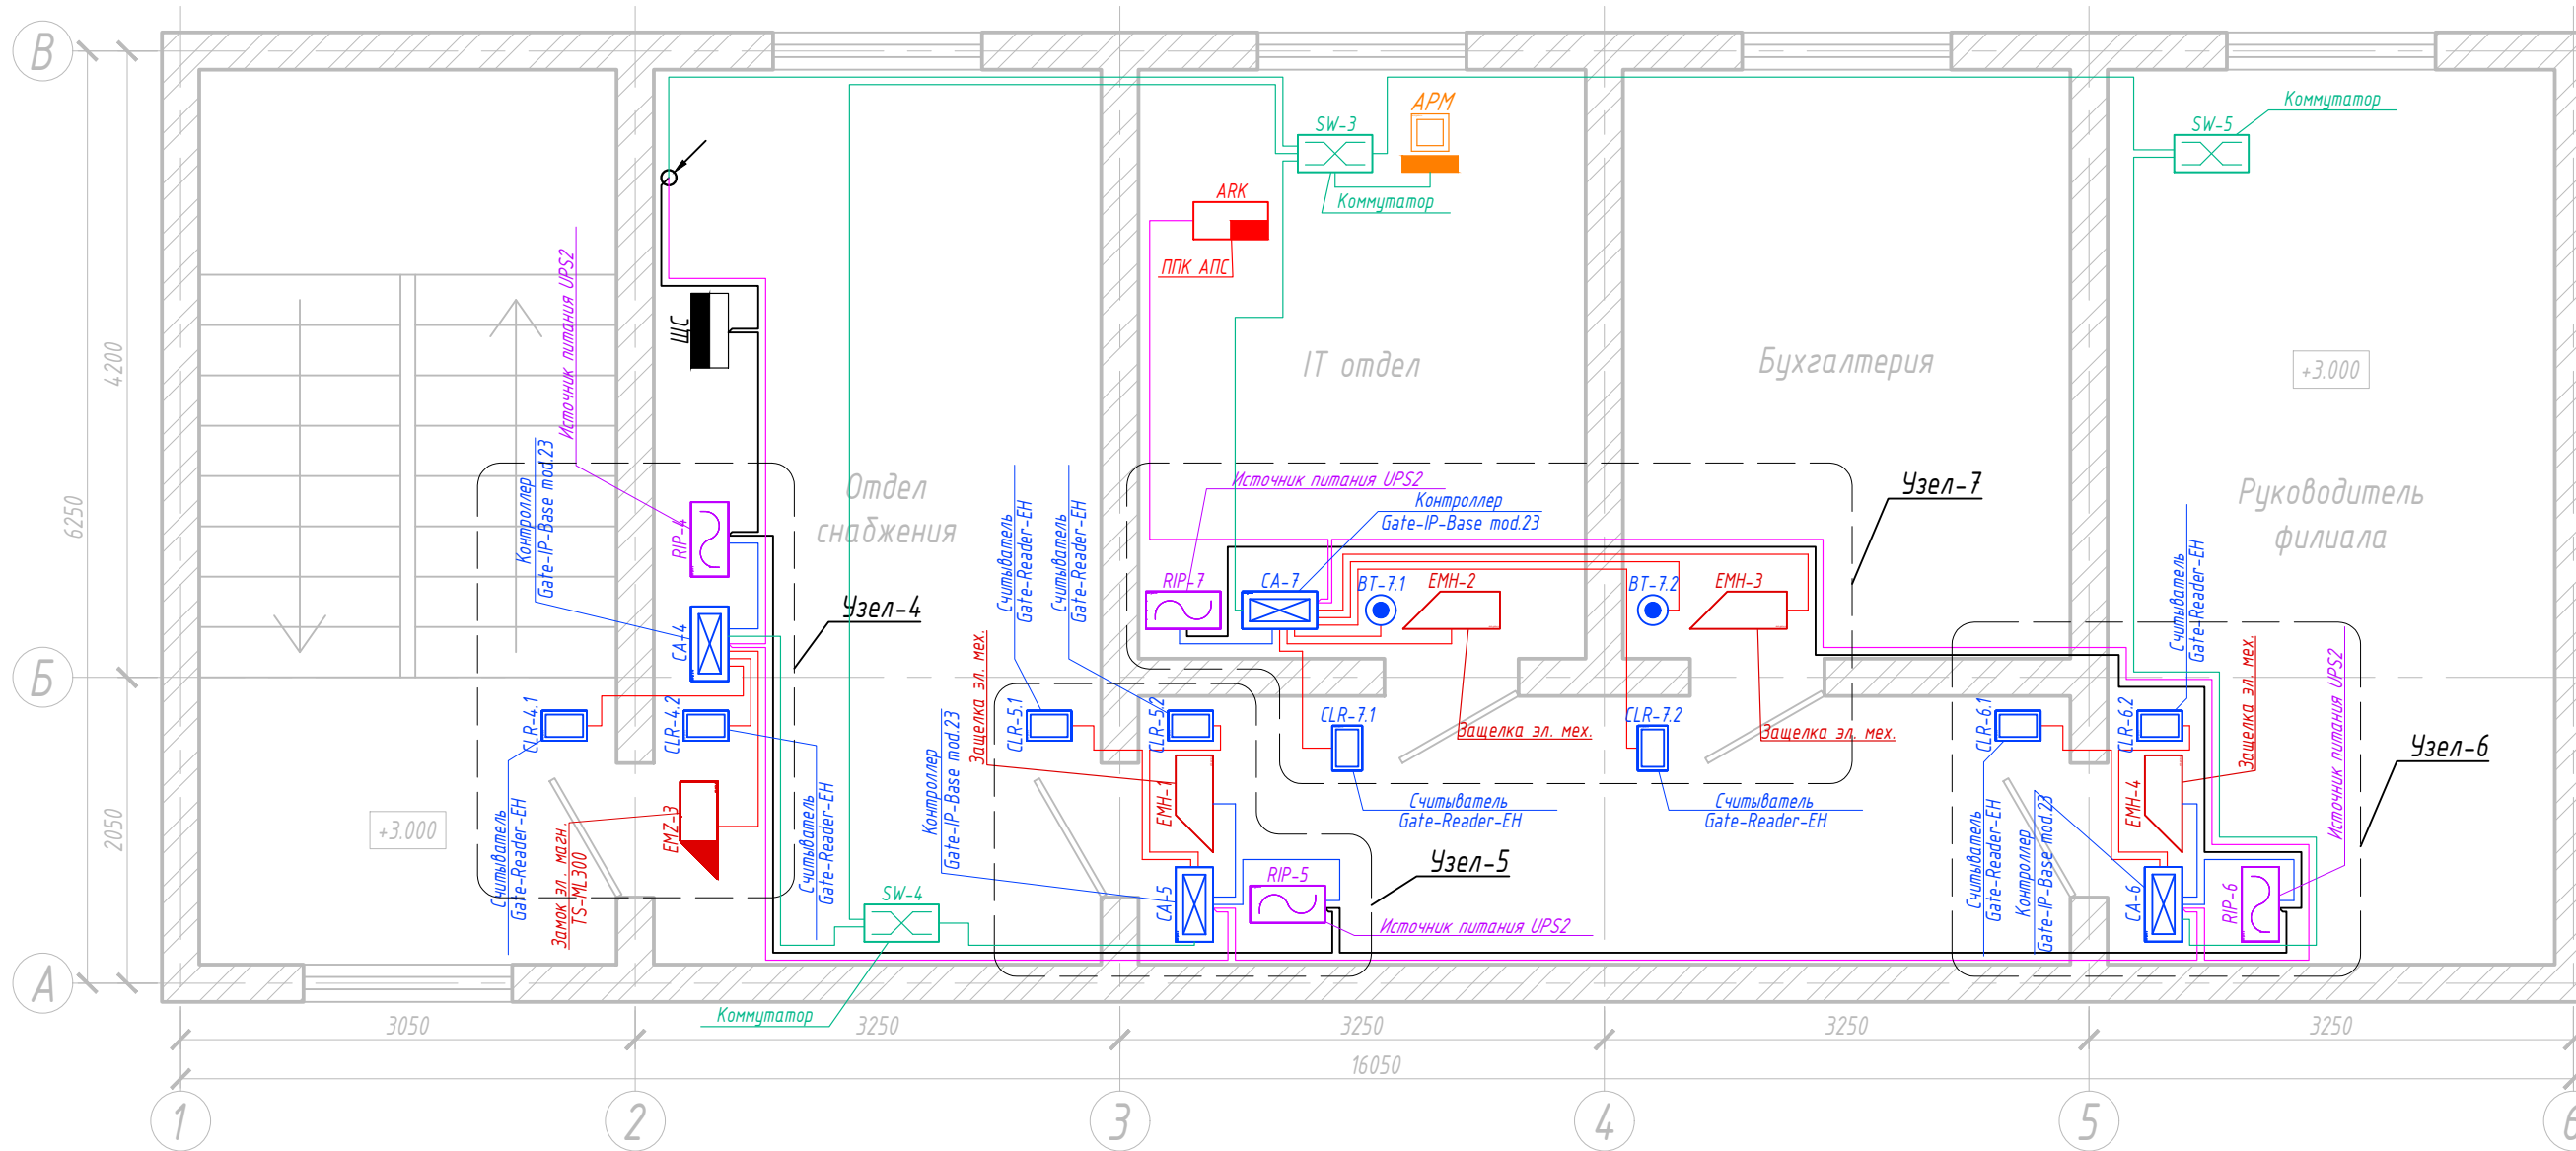 В
Б
А
4200
6250
2050
Источник питания UPS2
Контроллер
Gate-IP-Base mod.23
ЩС
RIP-4
CA-4
CLR-4.1
CLR-4.2
EMZ-3
Считыватель
Gate-Reader-EH
Замок эл. магн.
TS-ML300
Считыватель
Gate-Reader-EH
+3.000
Узел-4
Отдел
снабжения
SW-4
Коммутатор
Считыватель
Gate-Reader-EH
Считыватель
Gate-Reader-EH
Защелка эл. мех.
Контроллер
Gate-IP-Base mod.23
CLR-5.1
CLR-5.2
EMH-1
CA-5
RIP-5
Источник питания UPS2
Узел-5
ARK
ППК АПС
SW-3
Коммутатор
АРМ
IT отдел
Источник питания UPS2
Контроллер
Gate-IP-Base mod.23
RIP-7
CA-7
BT-7.1
EMH-2
BT-7.2
EMH-3
Узел-7
CLR-7.1
Защелка эл. мех.
CLR-7.2
Защелка эл. мех.
Считыватель
Gate-Reader-EH
Считыватель
Gate-Reader-EH
Бухгалтерия
SW-5
Коммутатор
+3.000
Руководитель
филиала
Считыватель
Gate-Reader-EH
Защелка эл. мех.
Источник питания UPS2
CLR-6.1
CLR-6.2
EMH-4
CA-6
RIP-6
Считыватель
Gate-Reader-EH
Контроллер
Gate-IP-Base mod.23
Узел-6
3050
3250
3250
3250
3250
16050
1
2
3
4
5
6